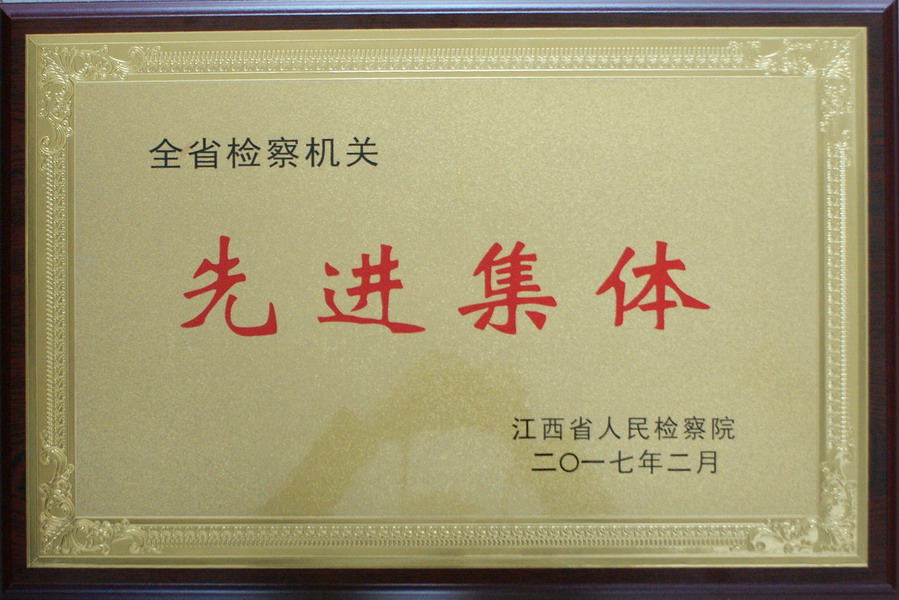 全省检察机关
先进集体
江西省人民检察院
二〇一七年二月